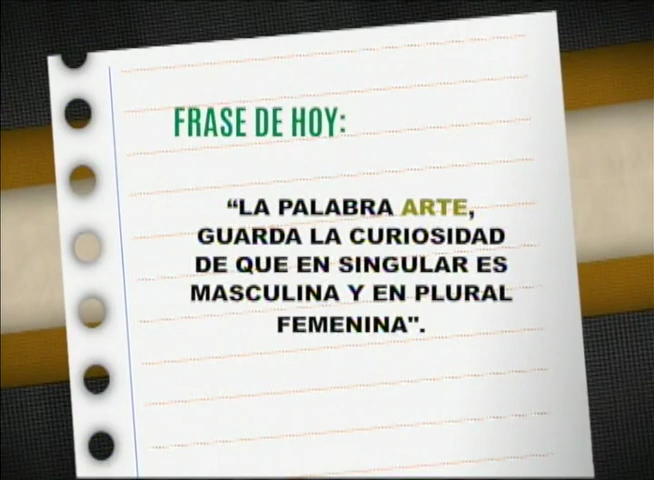 FRASE DE HOY:
“LA PALABRA ARTE,
GUARDA LA CURIOSIDAD
DE QUE EN SINGULAR ES
MASCULINA Y EN PLURAL
FEMENINA".